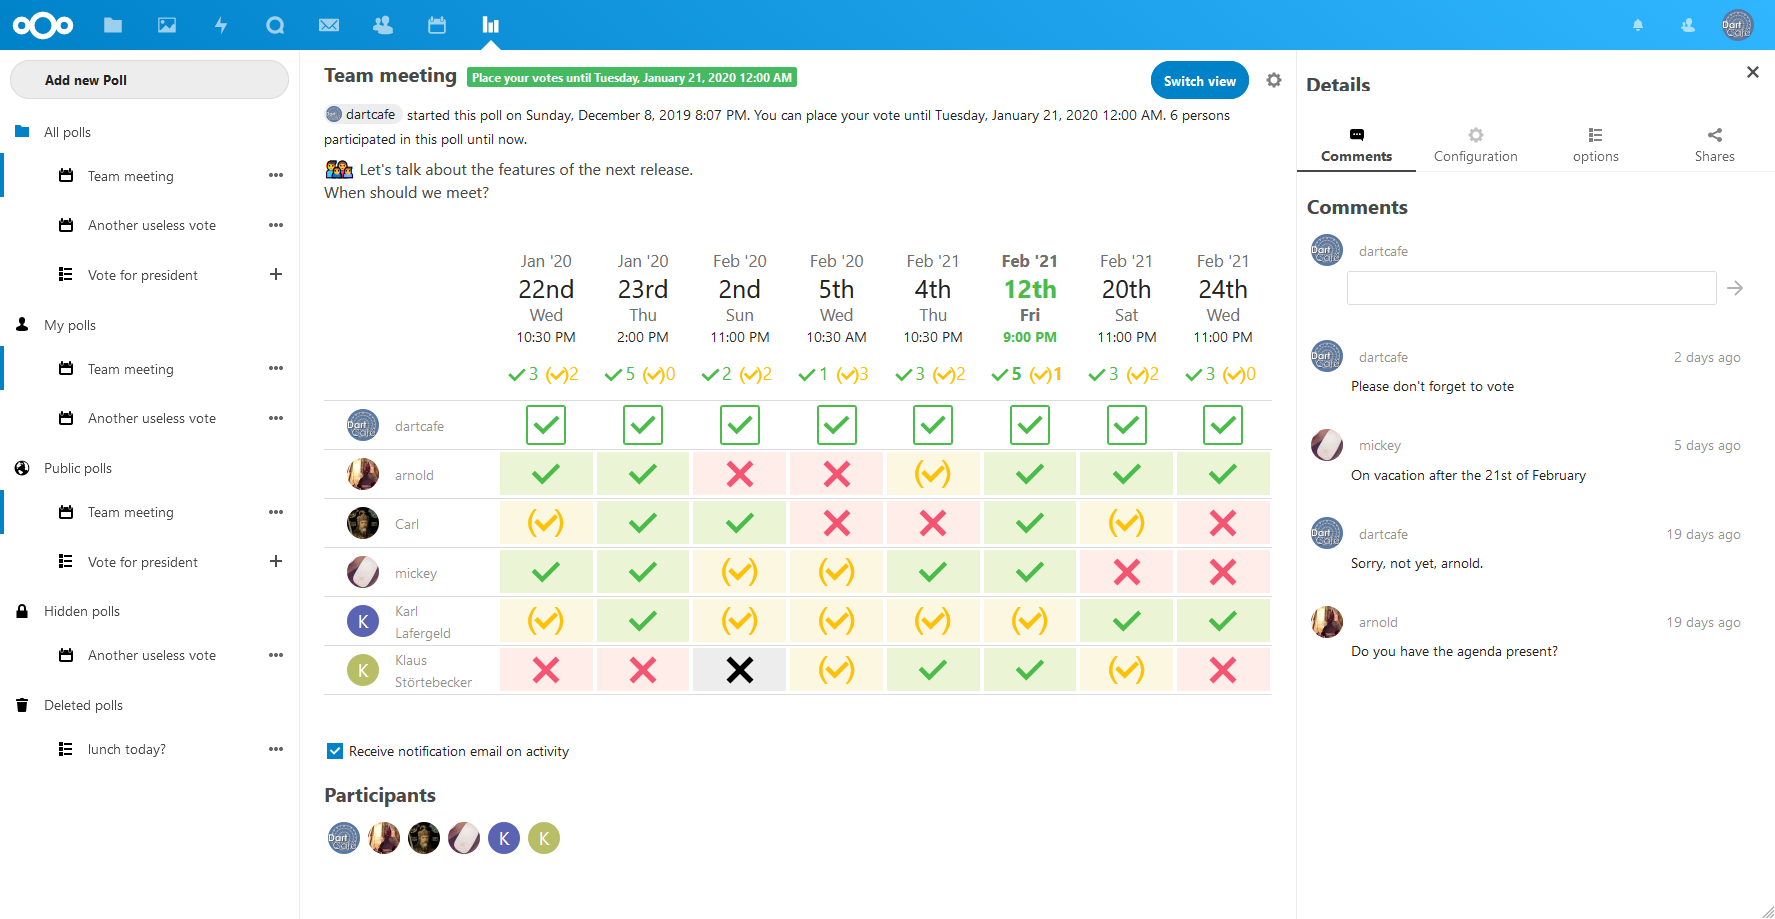 Add new Poll
All polls
Team meeting
Another useless vote
Vote for president
My polls
Team meeting
Another useless vote
Public polls
Team meeting
Vote for president
Hidden polls
Another useless vote
Deleted polls
lunch today?
Team meeting Place your votes until Tuesday, January 21, 2020 12:00 AM
Switch view
dartcafe started this poll on Sunday, December 8, 2019 8:07 PM. You can place your vote until Tuesday, January 21, 2020 12:00 AM. 6 persons
participated in this poll until now.
Let's talk about the features of the next release.
When should we meet?
Jan '20 Jan '20 Feb '20 Feb '20 Feb '21 Feb '21 Feb '21 Feb '21
22nd 23rd 2nd 5th 4th 12th 20th 24th
Wed Thu Sun Wed Thu Fri Sat Wed
10:30 PM 2:00 PM 11:00 PM 10:30 AM 10:30 PM 9:00 PM 11:00 PM 11:00 PM
3 2 5 0 2 2 1 3 3 2 5 1 3 2 3 0
Dart Café dartcafe
arnold
Carl
mickey
K Karl
Lafergeld
K Klaus
Störtebecker
Receive notification email on activity
Participants
Dart Café K K
Dart Café
Details
Comments Configuration options Shares
Comments
Dart Café dartcafe
Dart Café dartcafe 2 days ago
Please don't forget to vote
mickey 5 days ago
On vacation after the 21st of February
Dart Café dartcafe 19 days ago
Sorry, not yet, arnold.
arnold 19 days ago
Do you have the agenda present?